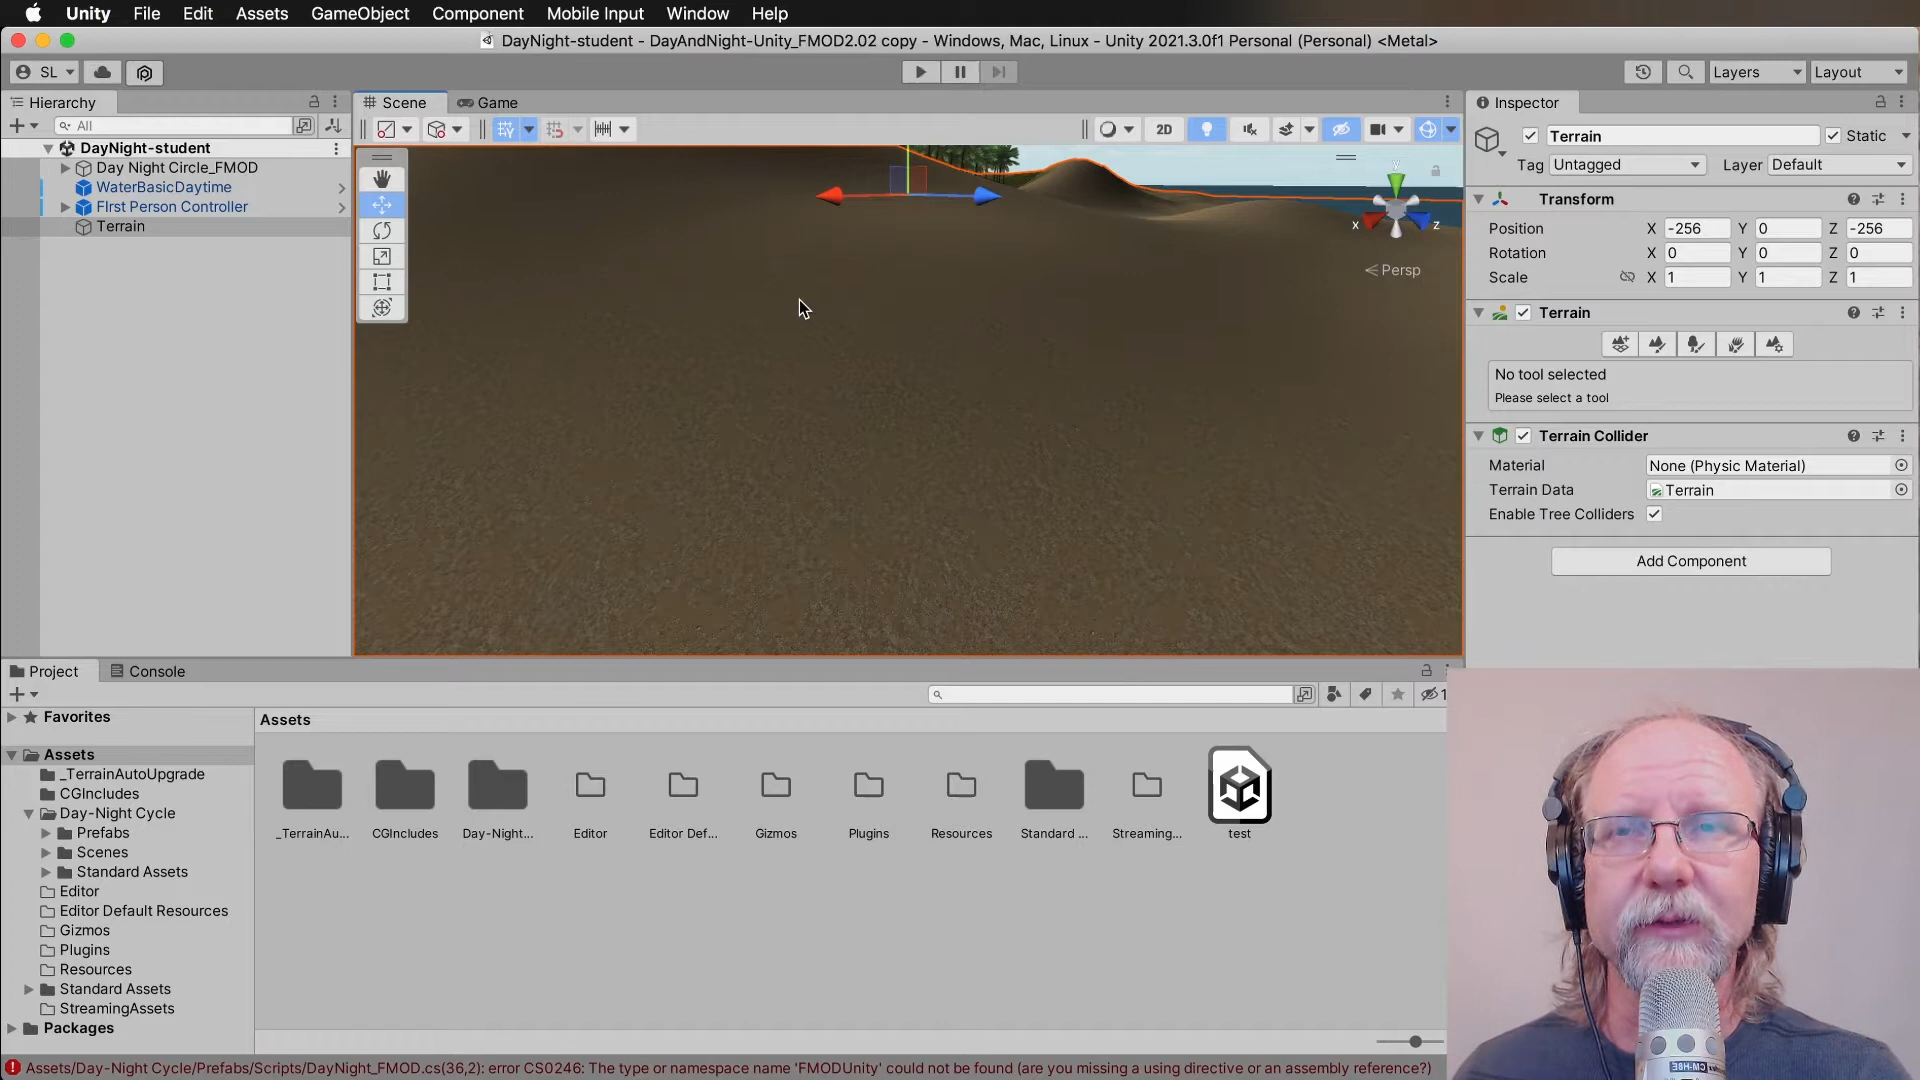 Unity File Edit Assets GameObject Component Mobile Input Window Help
DayNight-student - DayAndNight-Unity_FMOD2.02 copy - Windows, Mac, Linux - Unity 2021.3.0f1 Personal (Personal) <Metal>
SL Layers Layout
Hierarchy
All
DayNight-student
Day Night Circle_FMOD
WaterBasicDaytime
FIrst Person Controller
Terrain
Scene Game
2D
y
x z
Persp
Inspector
Terrain Static
Tag Untagged Layer Default
Transform
Position X -256 Y 0 Z -256
Rotation X 0 Y 0 Z 0
Scale X 1 Y 1 Z 1
Terrain
No tool selected
Please select a tool
Terrain Collider
Material None (Physic Material)
Terrain Data Terrain
Enable Tree Colliders
Add Component
Project Console
1
Favorites
Assets
_TerrainAutoUpgrade
CGIncludes
Day-Night Cycle
Prefabs
Scenes
Standard Assets
Editor
Editor Default Resources
Gizmos
Plugins
Resources
Standard Assets
StreamingAssets
Packages
Assets
_TerrainAu... CGIncludes Day-Night... Editor Editor Def... Gizmos Plugins Resources Standard ... Streaming... test
Assets/Day-Night Cycle/Prefabs/Scripts/DayNight_FMOD.cs(36,2): error CS0246: The type or namespace name 'FMODUnity' could not be found (are you missing a using directive or an assembly reference?)
CM-H8E